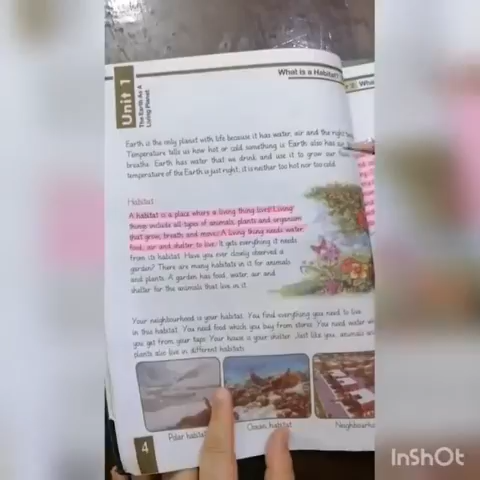 Unit 1
The Earth As A
Living Planet
What is a Habitat?
Earth is the only planet with life because it has water, air and the right
Temperature tells us how hot or cold something is Earth also has air
breathe. Earth has water that we drink and use it to grow our
temperature of the Earth is just right; it is neither too hot nor too cold.
Habitat
A habitat is a place where a living thing lives! Living
things include all types of animals, plants and organism
that grow, breath and move. A living thing needs water,
food, air and shelter to live. It gets everything it needs
from its habitat. Have you ever closely observed a
garden? There are many habitats in it for animals
and plants. A garden has food, water, air and
shelter for the animals that live in it.
Your neighbourhood is your habitat. You find everything you need to live
in this habitat. You need food which you buy from stores. You need water
you get from your taps. Your house is your shelter. Just like you, animals
plants also live in different habitats.
Polar habitat
Ocean habitat
4
InShOt